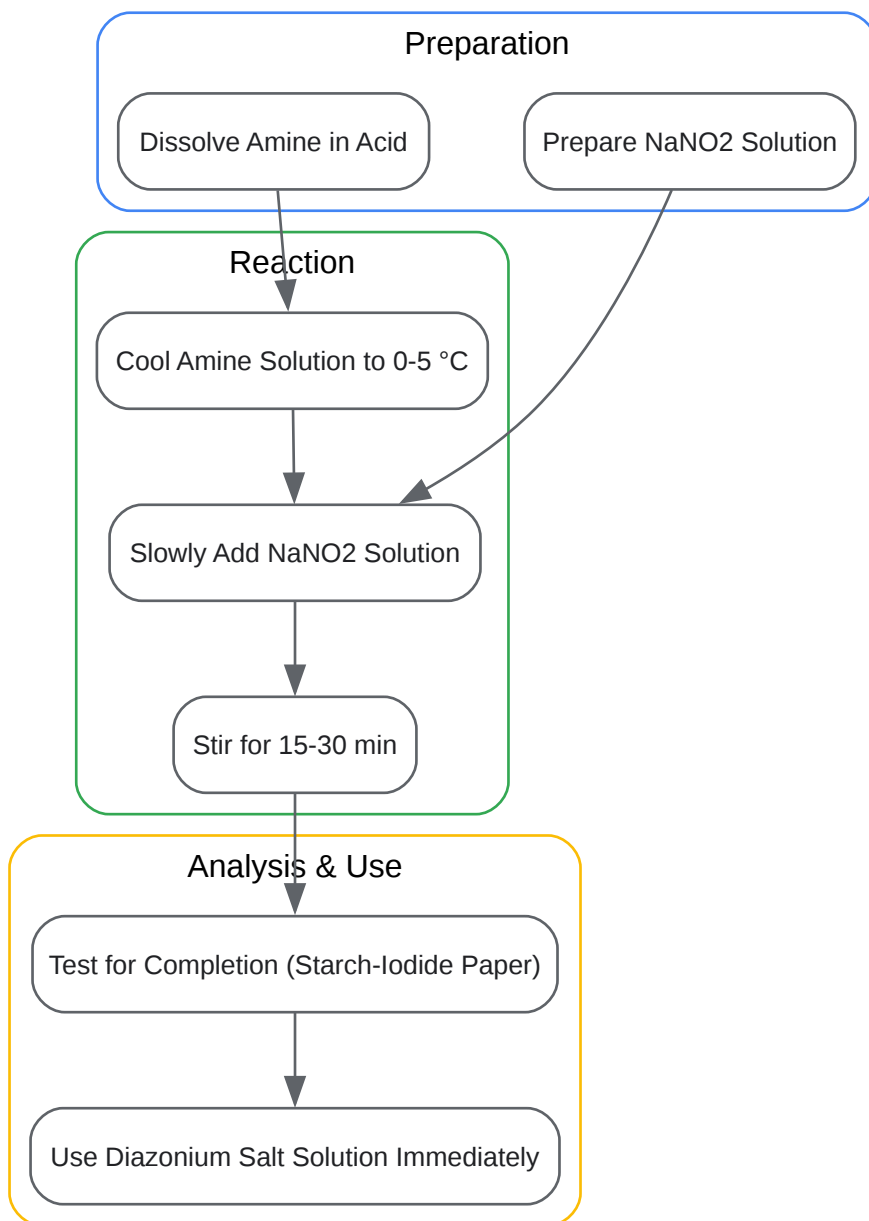 Preparation
Dissolve Amine in Acid
Prepare NaNO2 Solution
Reaction
Cool Amine Solution to 0-5 °C
Slowly Add NaNO2 Solution
Stir for 15-30 min
Analysis & Use
Test for Completion (Starch-Iodide Paper)
Use Diazonium Salt Solution Immediately